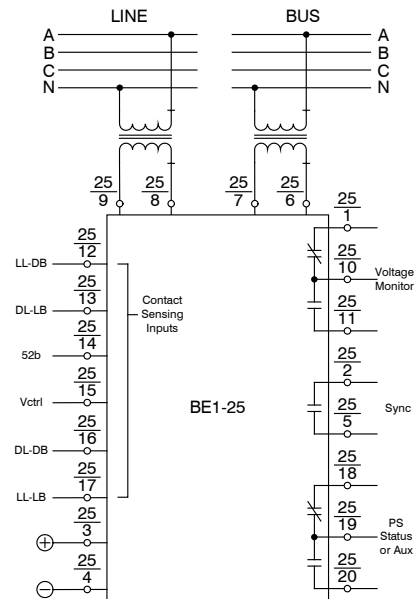 LINE
BUS
A
B
C
N
A
B
C
N
25
9
25
8
25
7
25
6
25
12
LL-DB
25
13
DL-LB
25
14
52b
25
15
Vctrl
25
16
DL-DB
25
17
LL-LB
25
3
+
25
4
−
Contact
Sensing
Inputs
BE1-25
25
1
25
10
Voltage
Monitor
25
11
25
2
25
5
Sync
25
18
25
19
PS
Status
or Aux
25
20